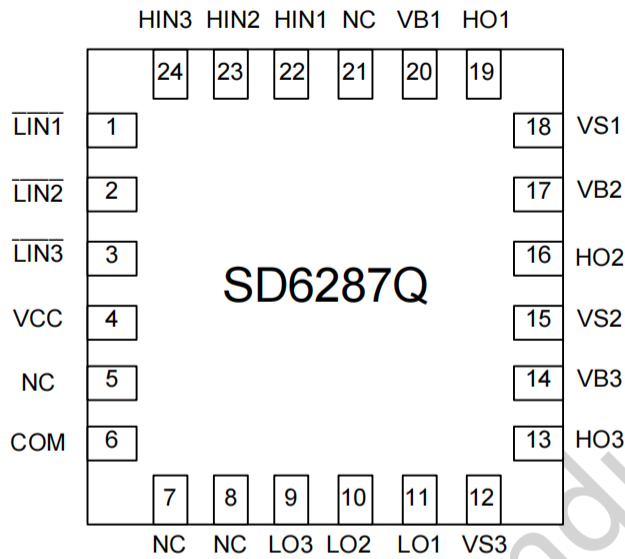 HIN3 HIN2 HIN1 NC VB1 HO1
24 23 22 21 20 19
LIN1 1 18 VS1
LIN2 2 17 VB2
LIN3 3 16 HO2
SD6287Q
VCC 4 15 VS2
NC 5 14 VB3
COM 6 13 HO3
7 8 9 10 11 12
NC NC LO3 LO2 LO1 VS3